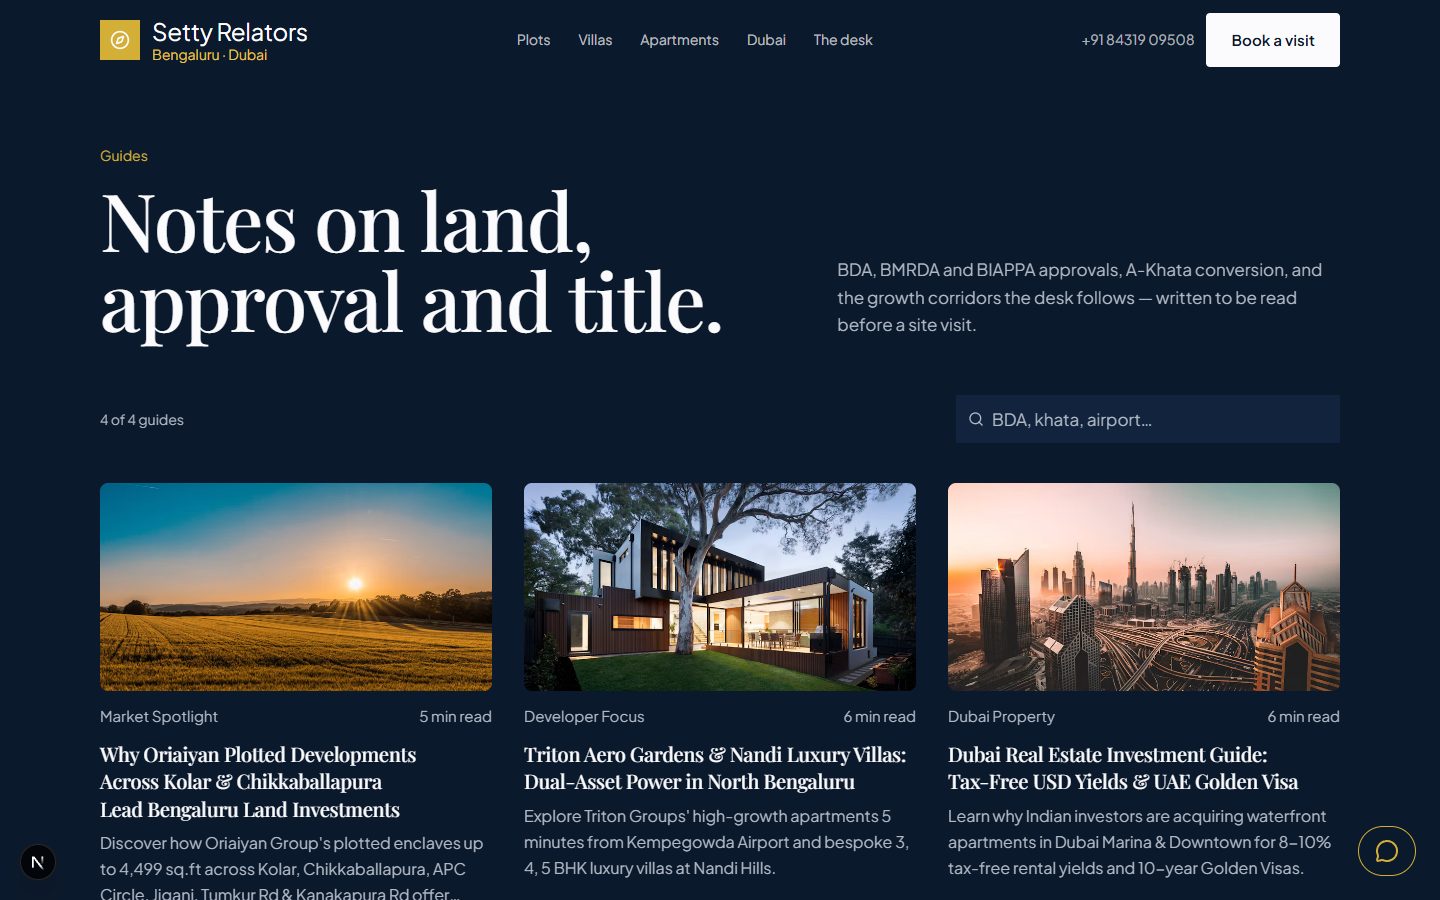 Setty Relators
Bengaluru · Dubai
Plots
Villas
Apartments
Dubai
The desk
+91 84319 09508
Book a visit
Guides
Notes on land,
approval and title.
BDA, BMRDA and BIAPPA approvals, A-Khata conversion, and
the growth corridors the desk follows — written to be read
before a site visit.
4 of 4 guides
BDA, khata, airport...
Market Spotlight
5 min read
Why Oriaiyan Plotted Developments
Across Kolar & Chikkaballapura
Lead Bengaluru Land Investments
Discover how Oriaiyan Group's plotted enclaves up
to 4,499 sq.ft across Kolar, Chikkaballapura, APC
Circle, Jigani, Tumkur Rd & Kanakapura Rd offer...
Developer Focus
6 min read
Triton Aero Gardens & Nandi Luxury Villas:
Dual-Asset Power in North Bengaluru
Explore Triton Groups' high-growth apartments 5
minutes from Kempegowda Airport and bespoke 3,
4, 5 BHK luxury villas at Nandi Hills.
Dubai Property
6 min read
Dubai Real Estate Investment Guide:
Tax-Free USD Yields & UAE Golden Visa
Learn why Indian investors are acquiring waterfront
apartments in Dubai Marina & Downtown for 8–10%
tax-free rental yields and 10-year Golden Visas.
N